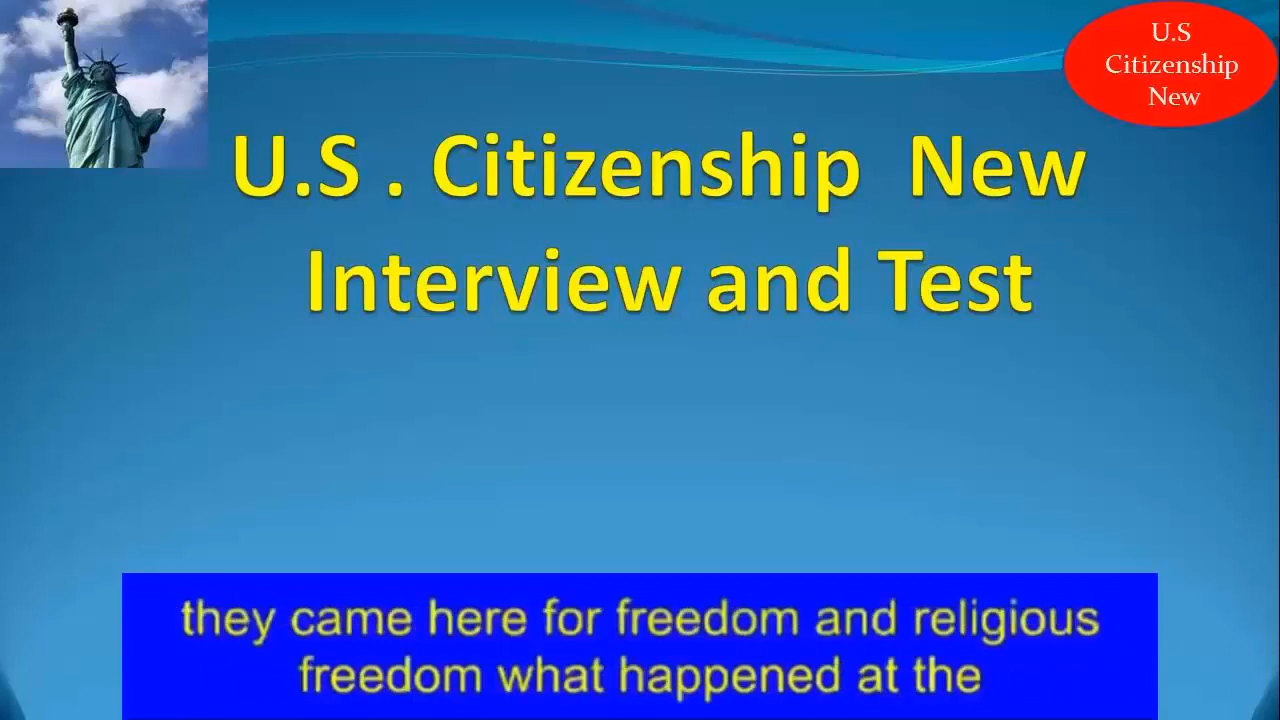 U.S
Citizenship
New
U.S . Citizenship New
Interview and Test
they came here for freedom and religious
freedom what happened at the